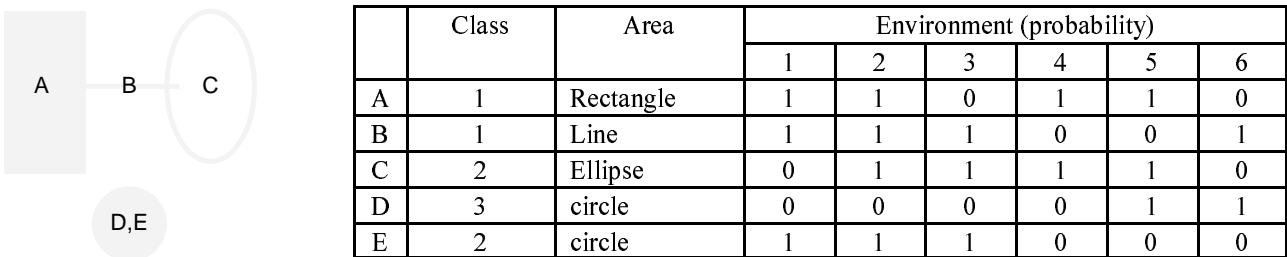 A B C
D,E
Class Area Environment (probability)
1 2 3 4 5 6
A 1 Rectangle 1 1 0 1 1 0
B 1 Line 1 1 1 0 0 1
C 2 Ellipse 0 1 1 1 1 0
D 3 circle 0 0 0 0 1 1
E 2 circle 1 1 1 0 0 0